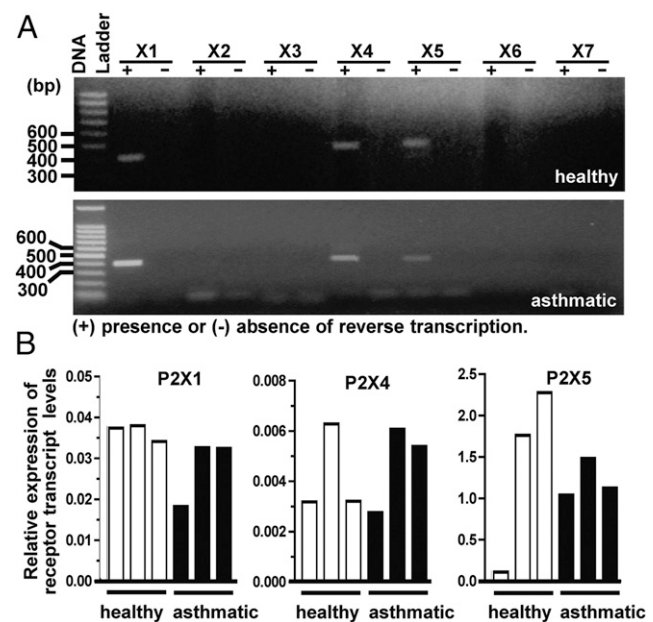 A
DNA Ladder
X1 X2 X3 X4 X5 X6 X7
+ − + − + − + − + − + − + −
(bp)
600
500
400
300
healthy
600
500
400
300
asthmatic
(+) presence or (-) absence of reverse transcription.
B
Relative expression of
receptor transcript levels
P2X1
0.05
0.04
0.03
0.02
0.01
0.00
healthy asthmatic
P2X4
0.008
0.006
0.004
0.002
0.000
healthy asthmatic
P2X5
2.5
2.0
1.5
1.0
0.5
0.0
healthy asthmatic